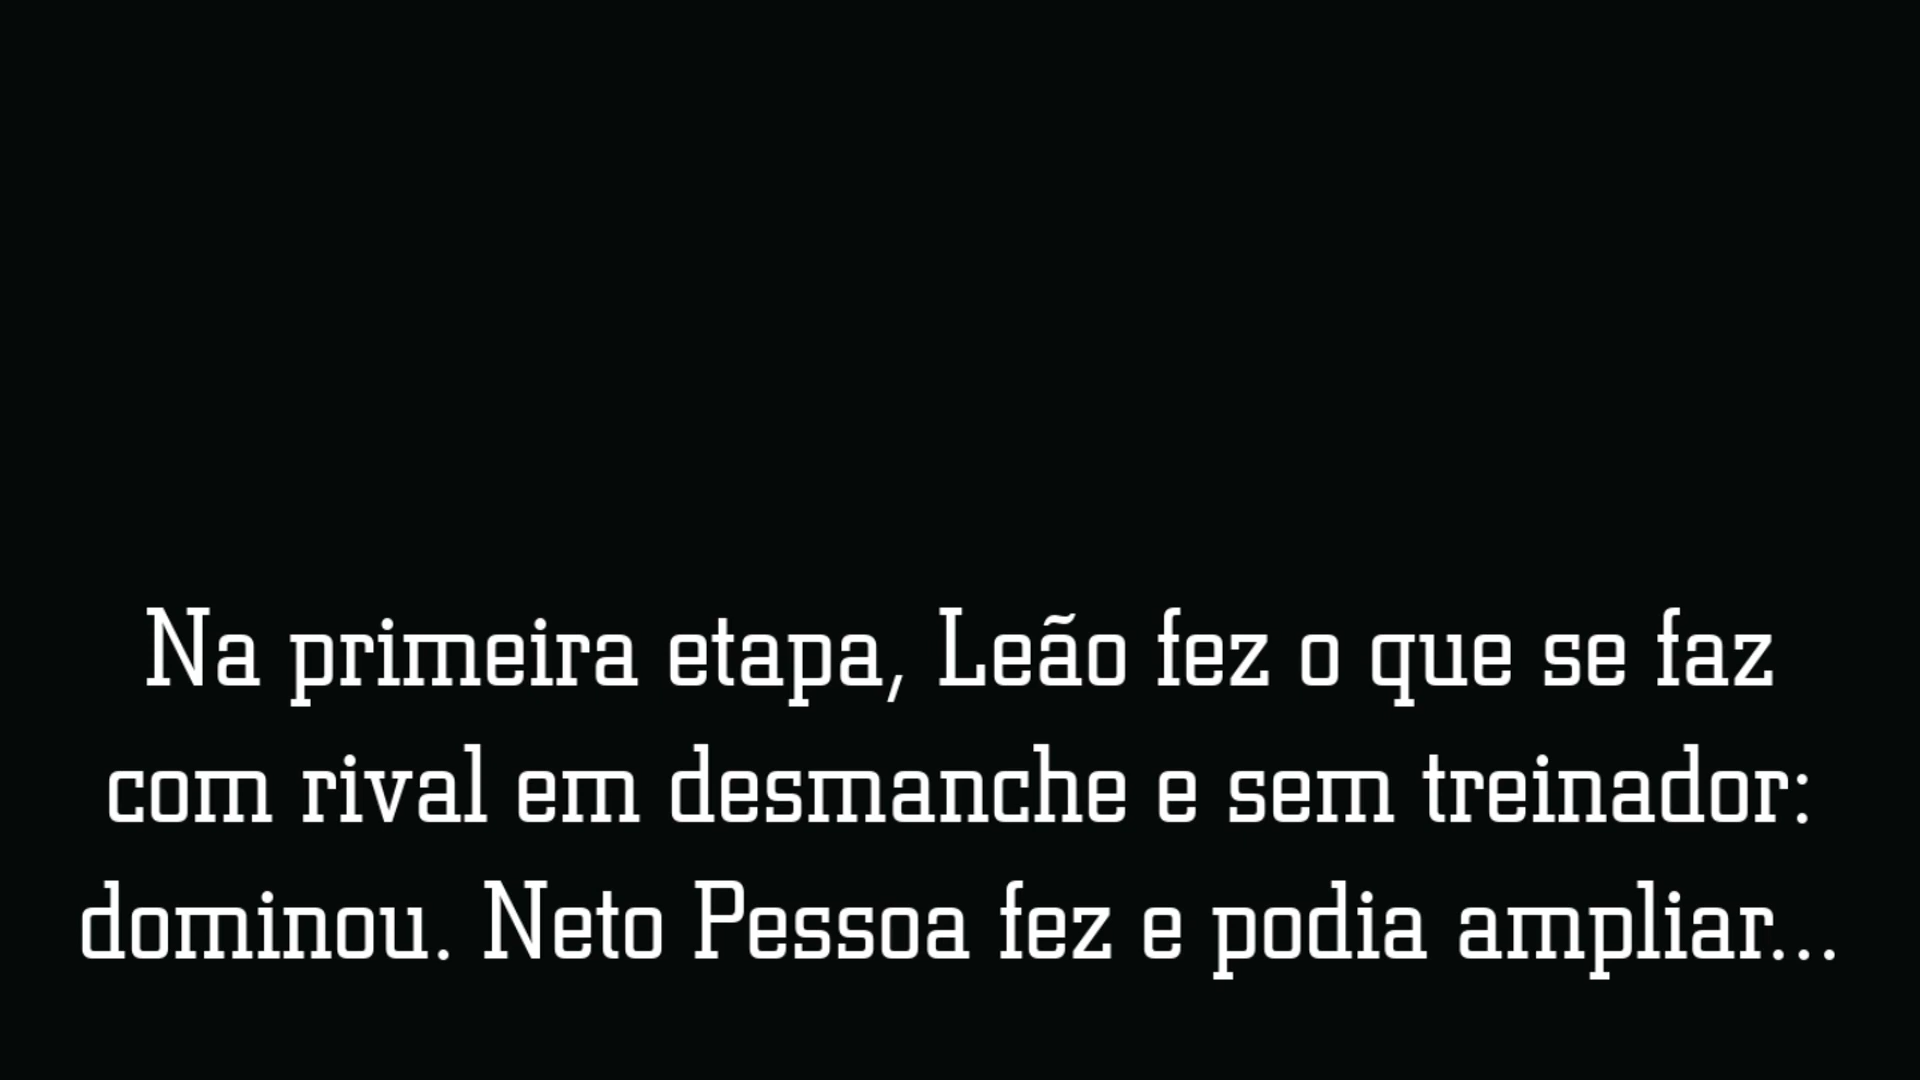 Na primeira etapa, Leão fez o que se faz
com rival em desmanche e sem treinador:
dominou. Neto Pessoa fez e podia ampliar...